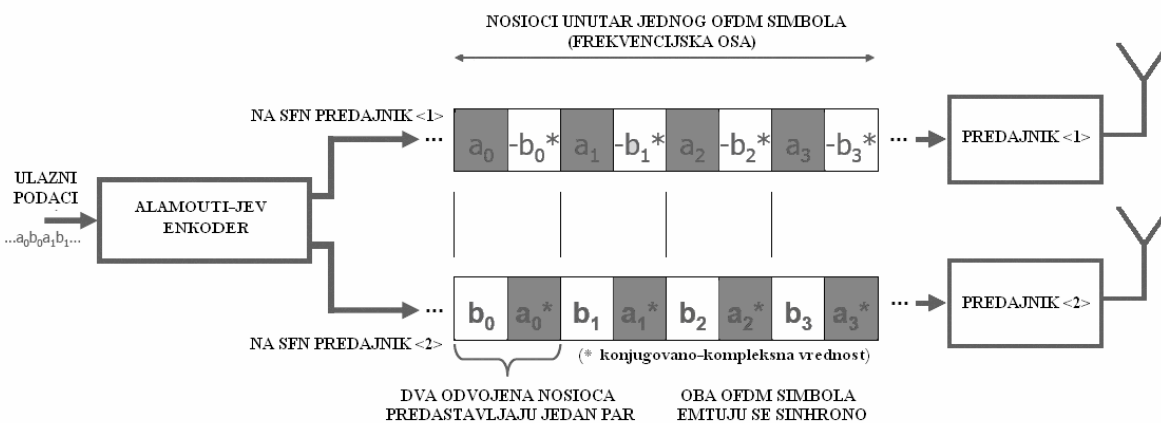 NOSIOCI UNUTAR JEDNOG OFDM SIMBOLA
(FREKVENCIJSKA OSA)
NA SFN PREDAJNIK <1>
... a₀ -b₀* a₁ -b₁* a₂ -b₂* a₃ -b₃* ...
PREDAJNIK <1>
ULAZNI
PODACI
...a₀b₀a₁b₁...
ALAMOUTI-JEV
ENKODER
... b₀ a₀* b₁ a₁* b₂ a₂* b₃ a₃* ...
PREDAJNIK <2>
NA SFN PREDAJNIK <2>
(* konjugovano-kompleksna vrednost)
DVA ODVOJENA NOSIOCA
PREDASTAVLJAJU JEDAN PAR
OBA OFDM SIMBOLA
EMTUJU SE SINHRONO